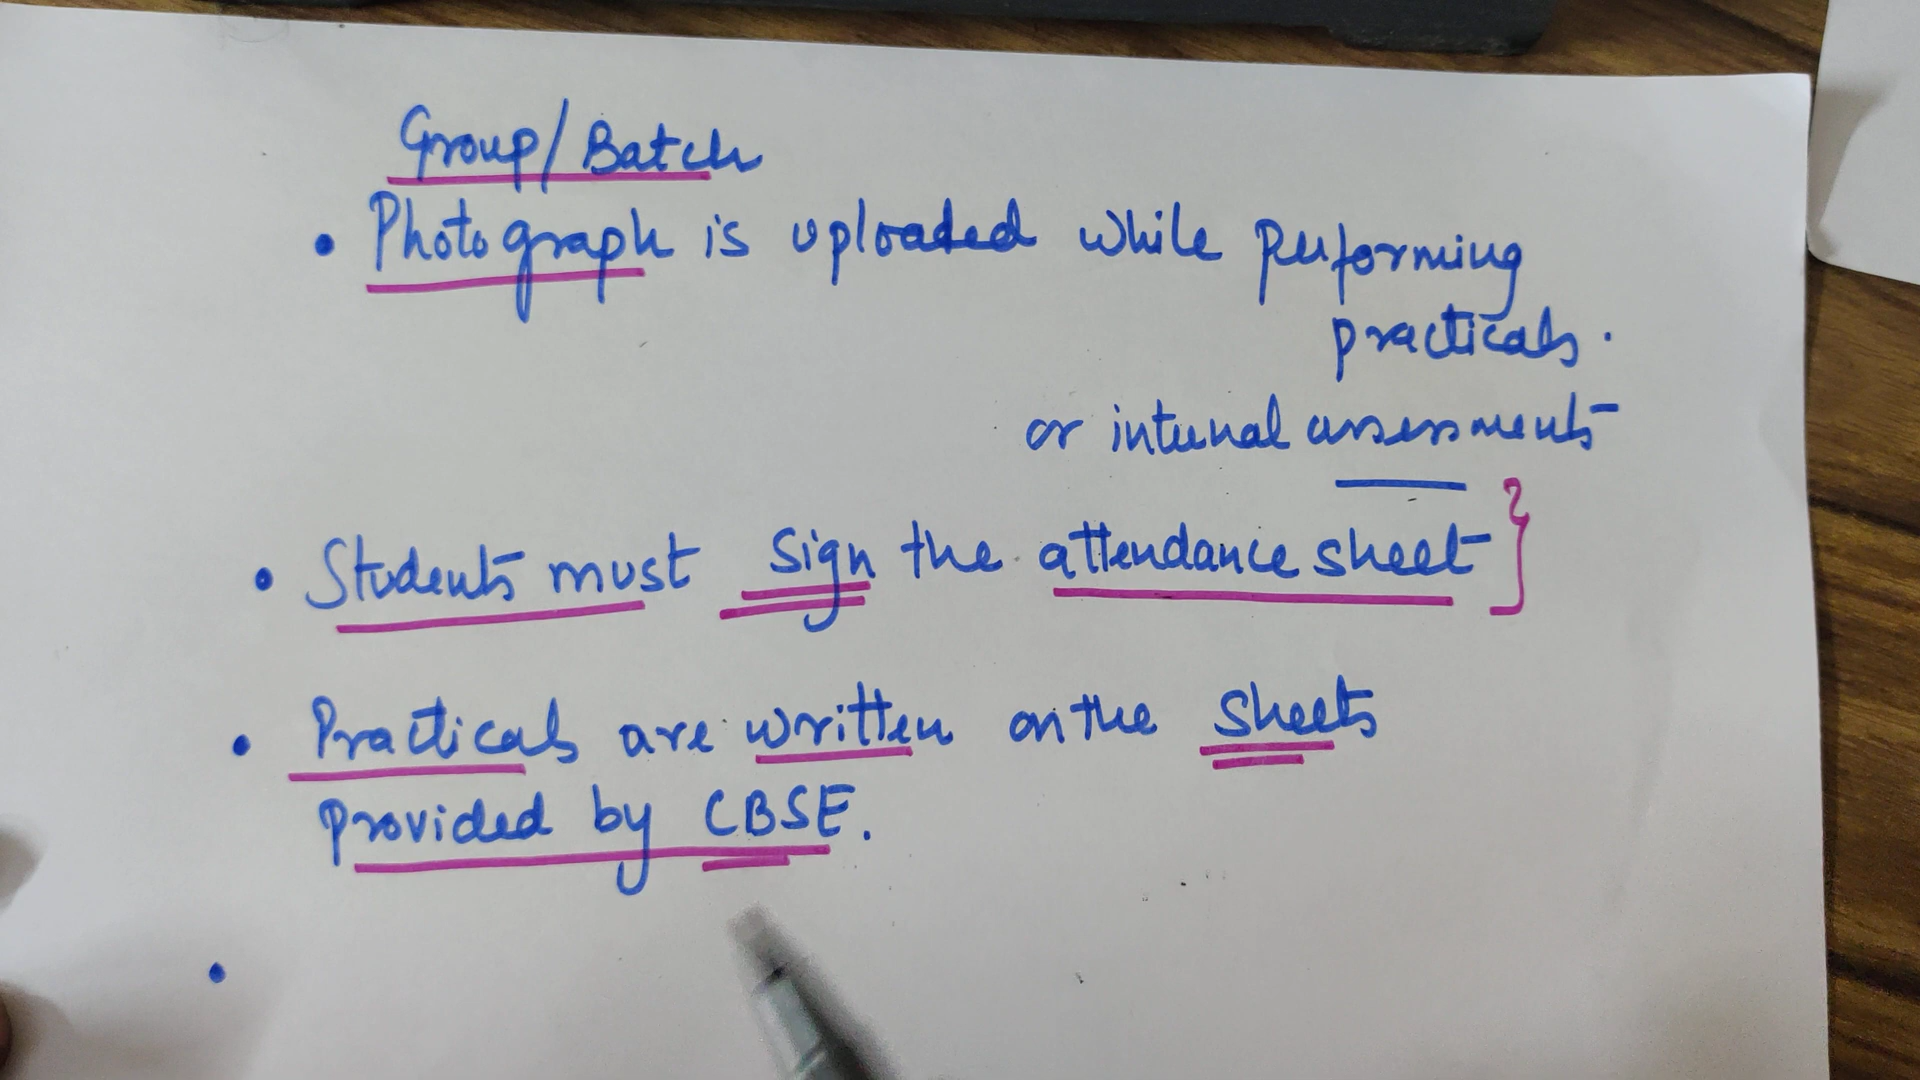 Group/Batch
• Photograph is uploaded while performing
practicals.
or internal assessments
• Students must sign the attendance sheet }
• Practicals are written on the sheets
provided by CBSE.
•